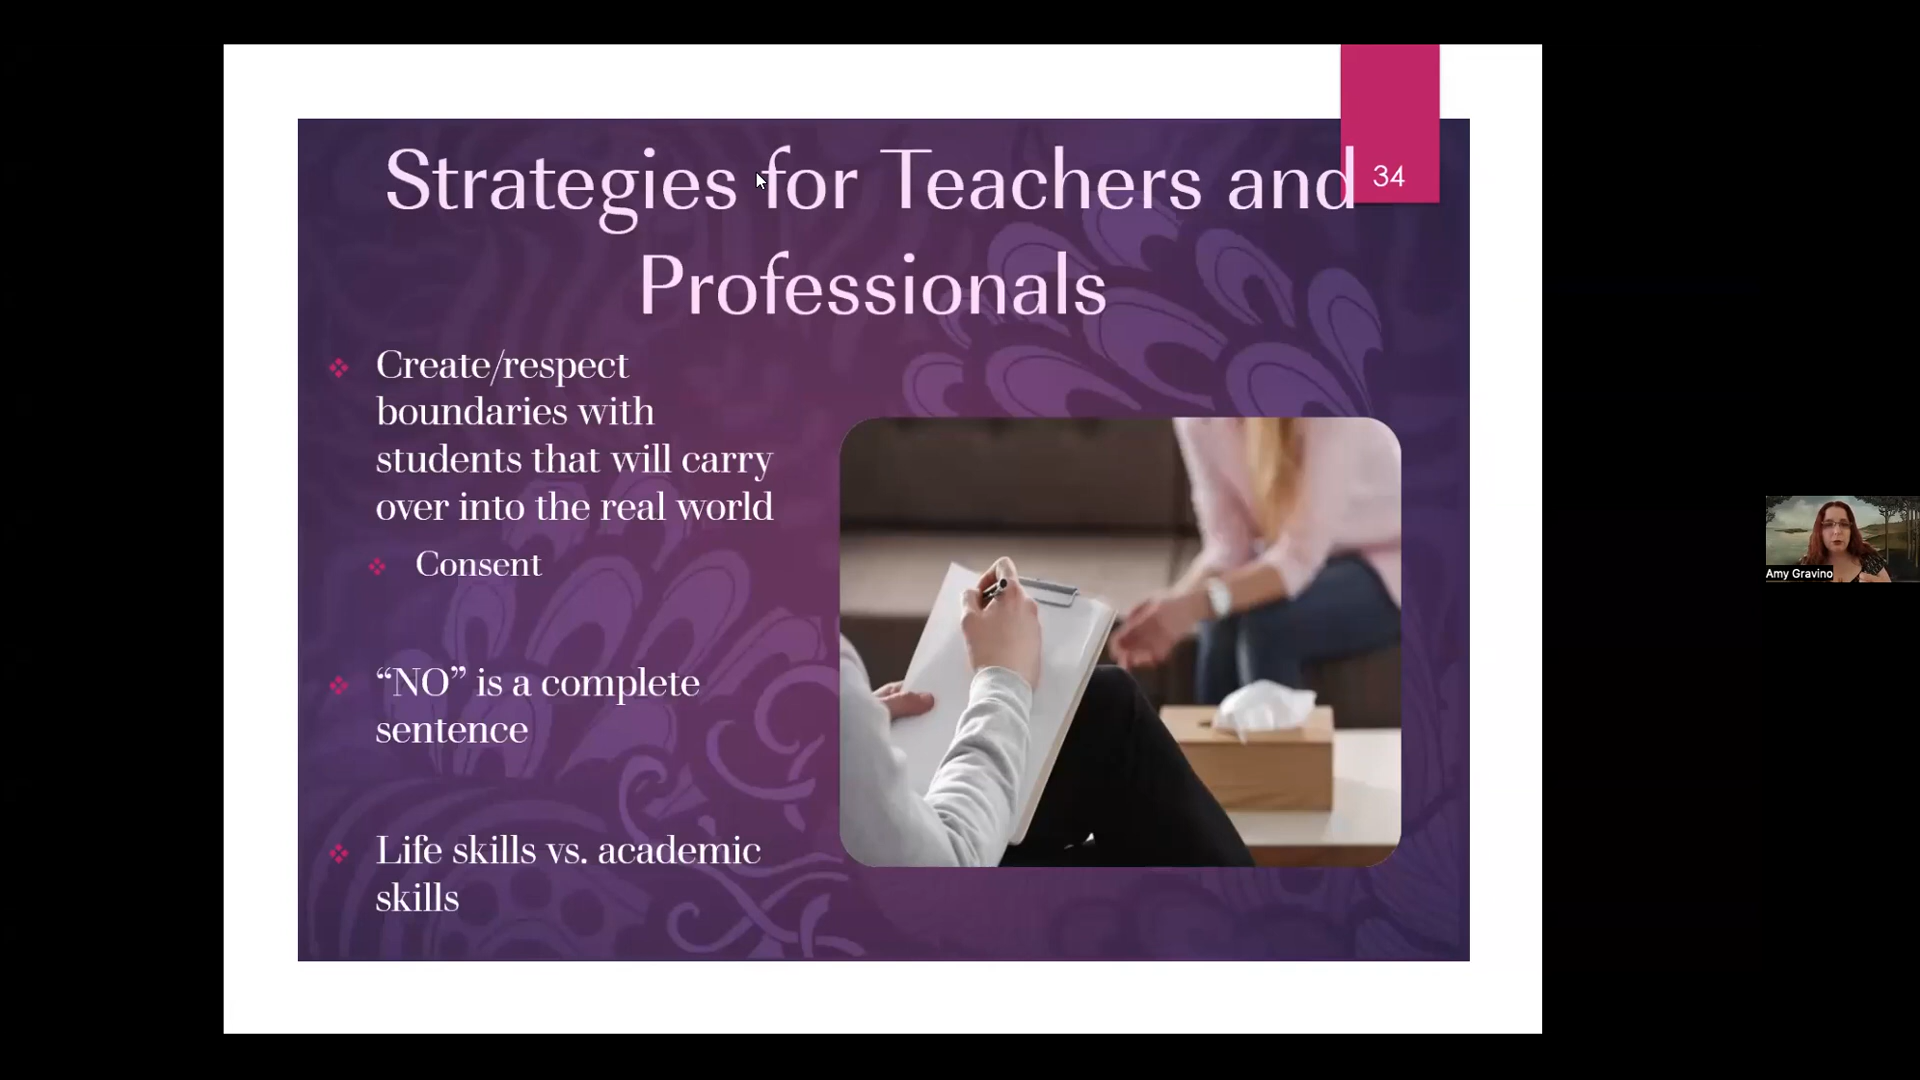 34
Strategies for Teachers and
Professionals
Create/respect
boundaries with
students that will carry
over into the real world
Consent
“NO” is a complete
sentence
Life skills vs. academic
skills
Amy Gravino